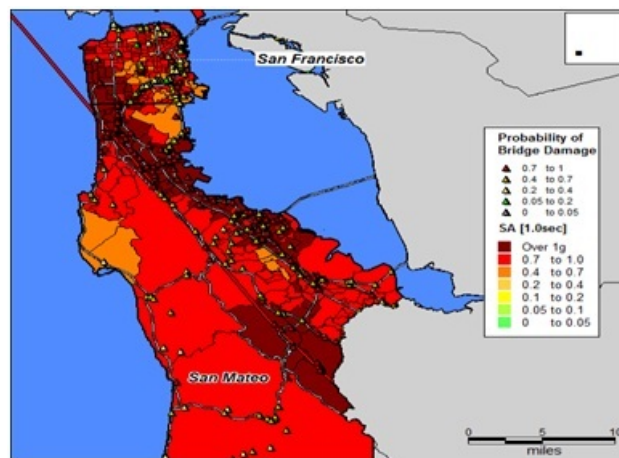 San Francisco
Probability of
Bridge Damage
0.7 to 1
0.4 to 0.7
0.2 to 0.4
0.05 to 0.2
0 to 0.05
SA [1.0sec]
Over 1g
0.7 to 1.0
0.4 to 0.7
0.2 to 0.4
0.1 to 0.2
0.05 to 0.1
0 to 0.05
San Mateo
0 5 10
miles